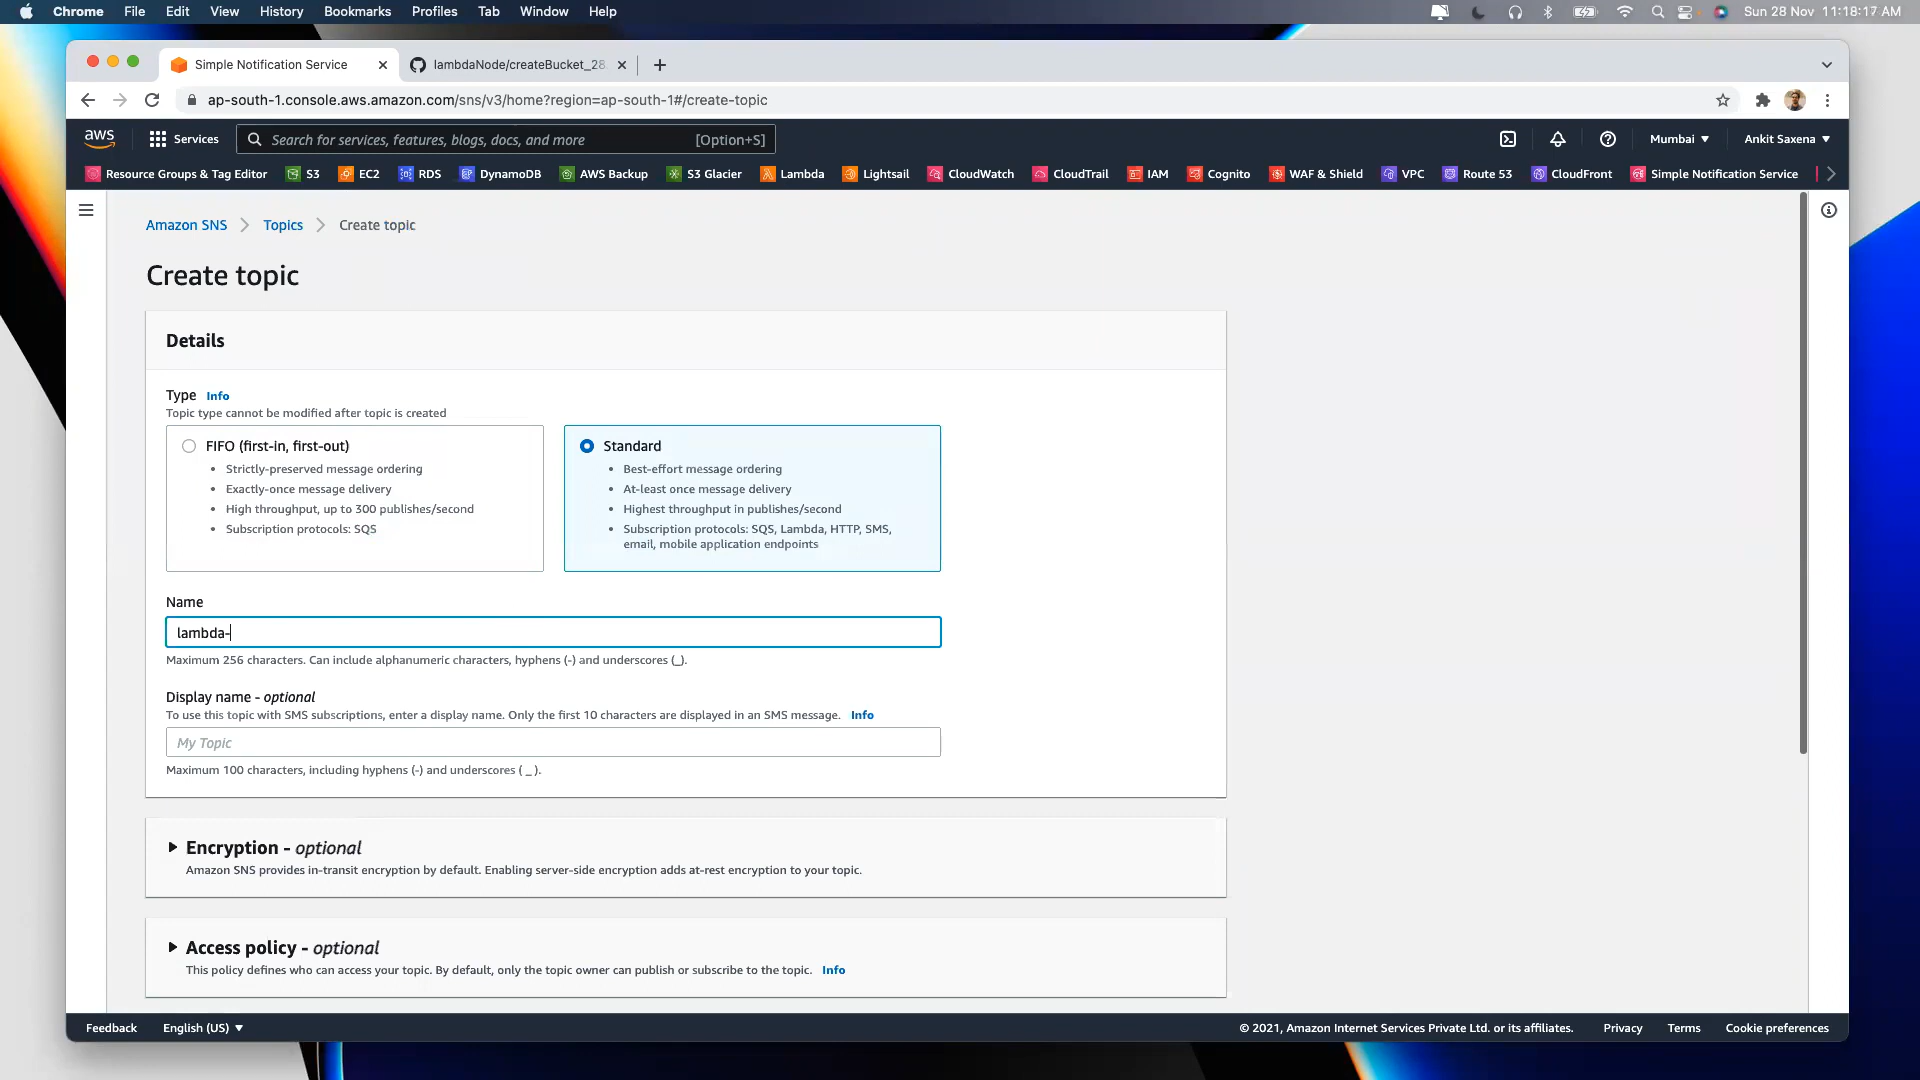 Chrome File Edit View History Bookmarks Profiles Tab Window Help Sun 28 Nov 11:18:17 AM
Simple Notification Service lambdaNode/createBucket_28
ap-south-1.console.aws.amazon.com/sns/v3/home?region=ap-south-1#/create-topic
aws Services Search for services, features, blogs, docs, and more [Option+S] Mumbai Ankit Saxena
Resource Groups & Tag Editor S3 EC2 RDS DynamoDB AWS Backup S3 Glacier Lambda Lightsail CloudWatch CloudTrail IAM Cognito WAF & Shield VPC Route 53 CloudFront Simple Notification Service
Amazon SNS Topics Create topic
Create topic
Details
Type Info
Topic type cannot be modified after topic is created
FIFO (first-in, first-out)
• Strictly-preserved message ordering
• Exactly-once message delivery
• High throughput, up to 300 publishes/second
• Subscription protocols: SQS
Standard
• Best-effort message ordering
• At-least once message delivery
• Highest throughput in publishes/second
• Subscription protocols: SQS, Lambda, HTTP, SMS,
email, mobile application endpoints
Name
lambda-
Maximum 256 characters. Can include alphanumeric characters, hyphens (-) and underscores (_).
Display name - optional
To use this topic with SMS subscriptions, enter a display name. Only the first 10 characters are displayed in an SMS message. Info
My Topic
Maximum 100 characters, including hyphens (-) and underscores ( _ ).
Encryption - optional
Amazon SNS provides in-transit encryption by default. Enabling server-side encryption adds at-rest encryption to your topic.
Access policy - optional
This policy defines who can access your topic. By default, only the topic owner can publish or subscribe to the topic. Info
Feedback English (US) © 2021, Amazon Internet Services Private Ltd. or its affiliates. Privacy Terms Cookie preferences